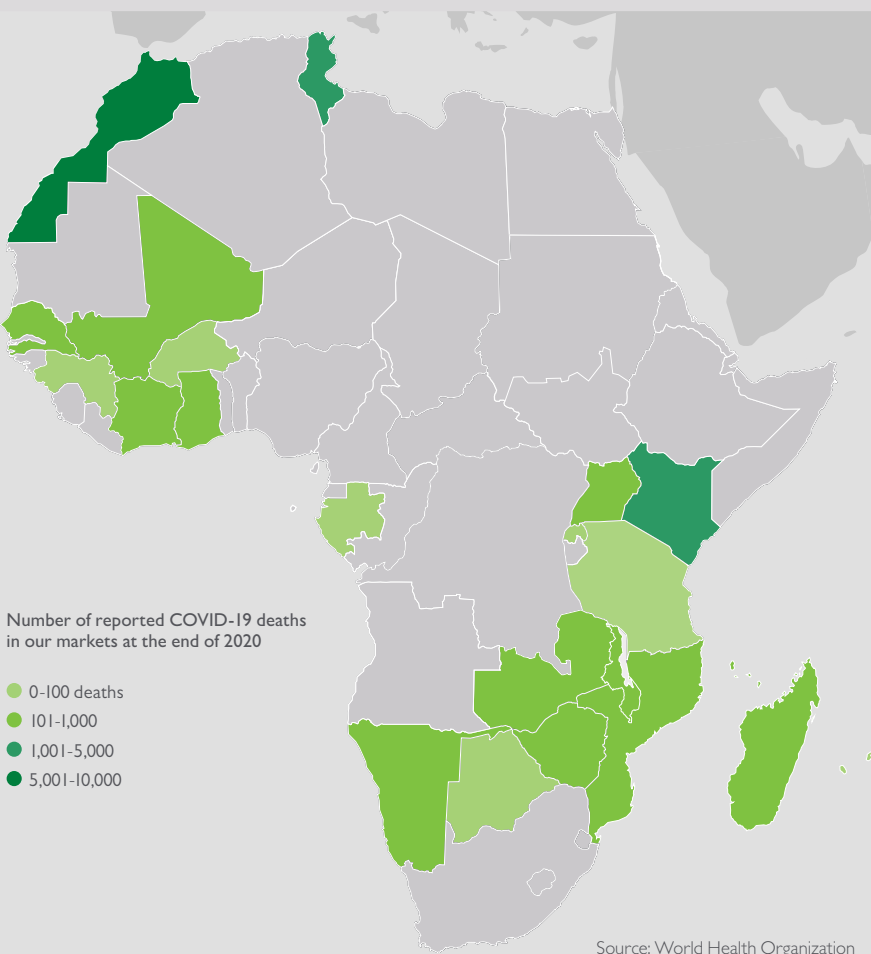 Number of reported COVID-19 deaths
in our markets at the end of 2020
0-100 deaths
101-1,000
1,001-5,000
5,001-10,000
Source: World Health Organization